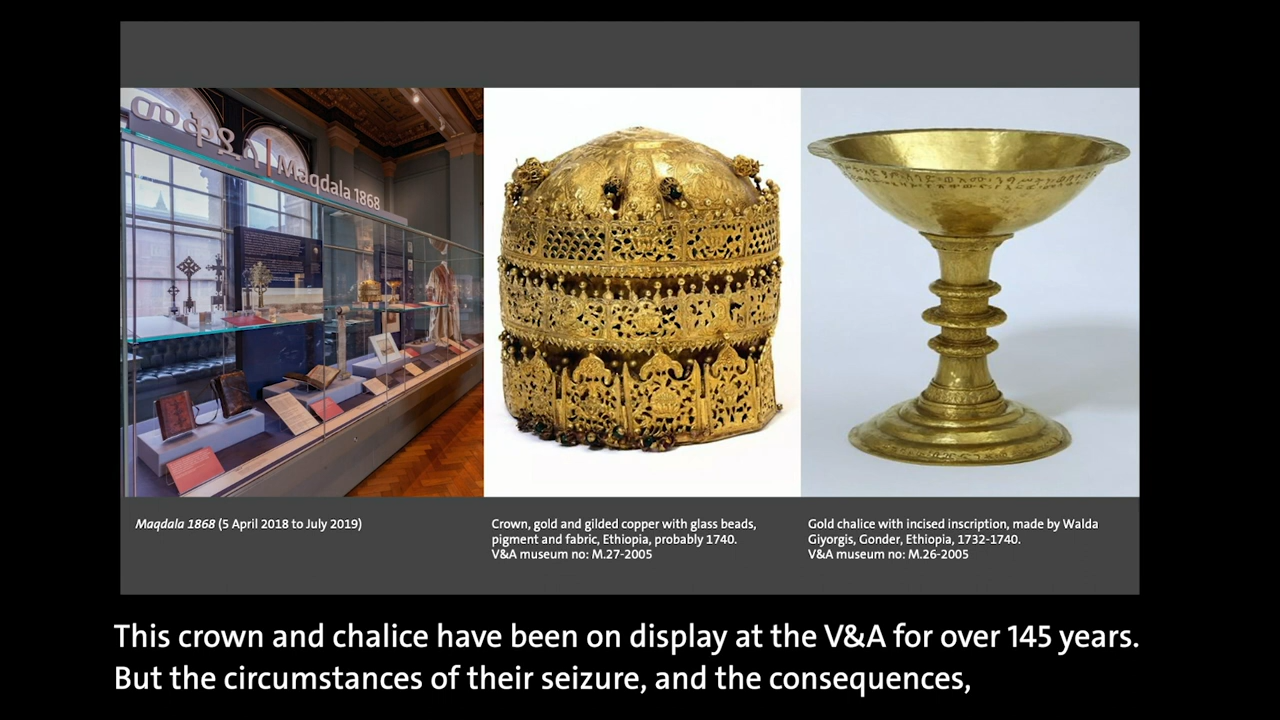 መቅደላ | Maqdala 1868
Maqdala 1868 (5 April 2018 to July 2019)
Crown, gold and gilded copper with glass beads,
pigment and fabric, Ethiopia, probably 1740.
V&A museum no: M.27-2005
Gold chalice with incised inscription, made by Walda
Giyorgis, Gonder, Ethiopia, 1732-1740.
V&A museum no: M.26-2005
This crown and chalice have been on display at the V&A for over 145 years.
But the circumstances of their seizure, and the consequences,